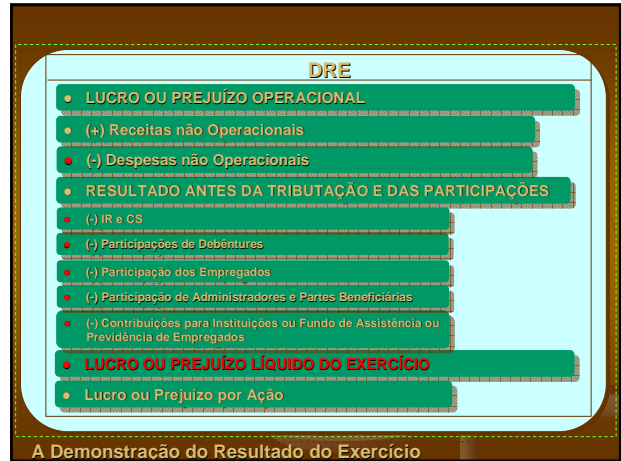 DRE
• LUCRO OU PREJUÍZO OPERACIONAL
• (+) Receitas não Operacionais
• (-) Despesas não Operacionais
• RESULTADO ANTES DA TRIBUTAÇÃO E DAS PARTICIPAÇÕES
• (-) IR e CS
• (-) Participações de Debêntures
• (-) Participação dos Empregados
• (-) Participação de Administradores e Partes Beneficiárias
• (-) Contribuições para Instituições ou Fundo de Assistência ou
Previdência de Empregados
• LUCRO OU PREJUÍZO LÍQUIDO DO EXERCÍCIO
• Lucro ou Prejuízo por Ação
A Demonstração do Resultado do Exercício